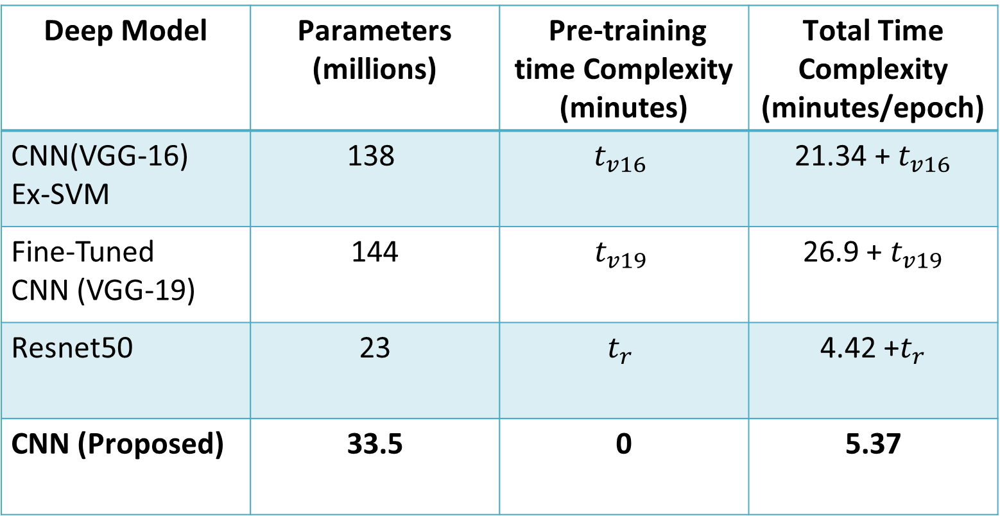 Deep Model
Parameters
(millions)
Pre-training
time Complexity
(minutes)
Total Time
Complexity
(minutes/epoch)
CNN(VGG-16)
Ex-SVM
138
t_{v16}
21.34 + t_{v16}
Fine-Tuned
CNN (VGG-19)
144
t_{v19}
26.9 + t_{v19}
Resnet50
23
t_r
4.42 +t_r
CNN (Proposed)
33.5
0
5.37